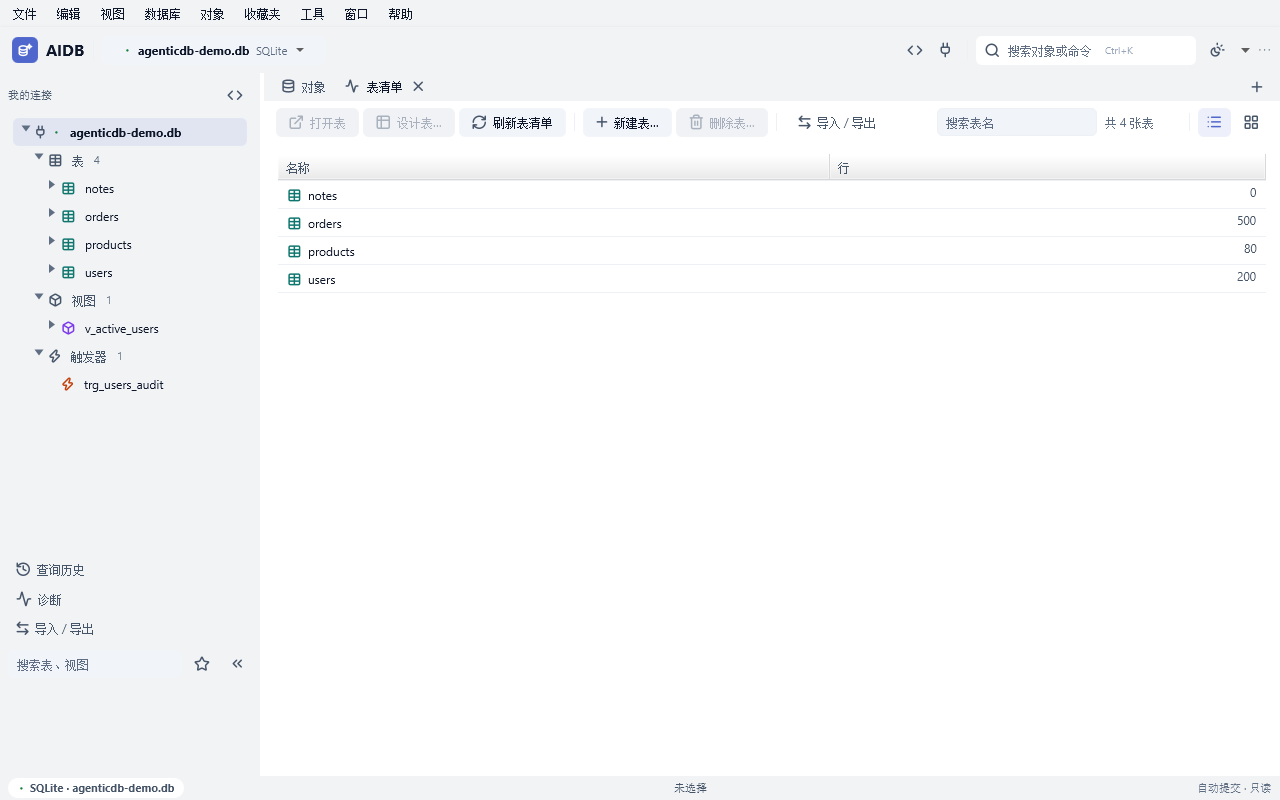 文件 编辑 视图 数据库 对象 收藏夹 工具 窗口 帮助
AIDB agenticdb-demo.db SQLite 搜索对象或命令 Ctrl+K
我的连接
agenticdb-demo.db
表 4
notes
orders
products
users
视图 1
v_active_users
触发器 1
trg_users_audit
查询历史
诊断
导入 / 导出
搜索表、视图
对象 表清单
打开表 设计表... 刷新表清单 新建表... 删除表... 导入 / 导出 搜索表名 共 4 张表
名称 行
notes 0
orders 500
products 80
users 200
SQLite · agenticdb-demo.db 未选择 自动提交 · 只读